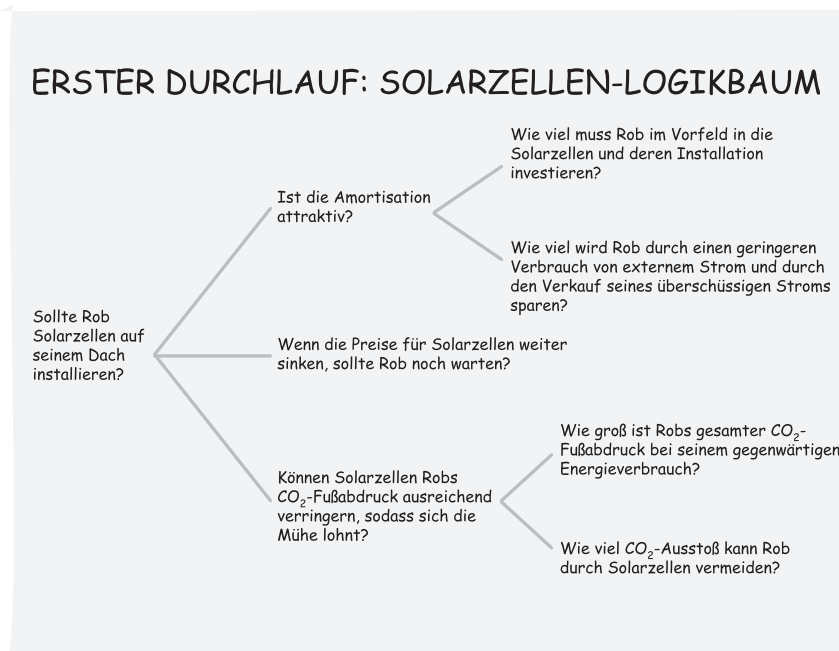 ERSTER DURCHLAUF: SOLARZELLEN-LOGIKBAUM
Sollte Rob
Solarzellen auf
seinem Dach
installieren?
Ist die Amortisation
attraktiv?
Wie viel muss Rob im Vorfeld in die
Solarzellen und deren Installation
investieren?
Wie viel wird Rob durch einen geringeren
Verbrauch von externem Strom und durch
den Verkauf seines überschüssigen Stroms
sparen?
Wenn die Preise für Solarzellen weiter
sinken, sollte Rob noch warten?
Können Solarzellen Robs
CO₂-Fußabdruck ausreichend
verringern, sodass sich die
Mühe lohnt?
Wie groß ist Robs gesamter CO₂-
Fußabdruck bei seinem gegenwärtigen
Energieverbrauch?
Wie viel CO₂-Ausstoß kann Rob
durch Solarzellen vermeiden?